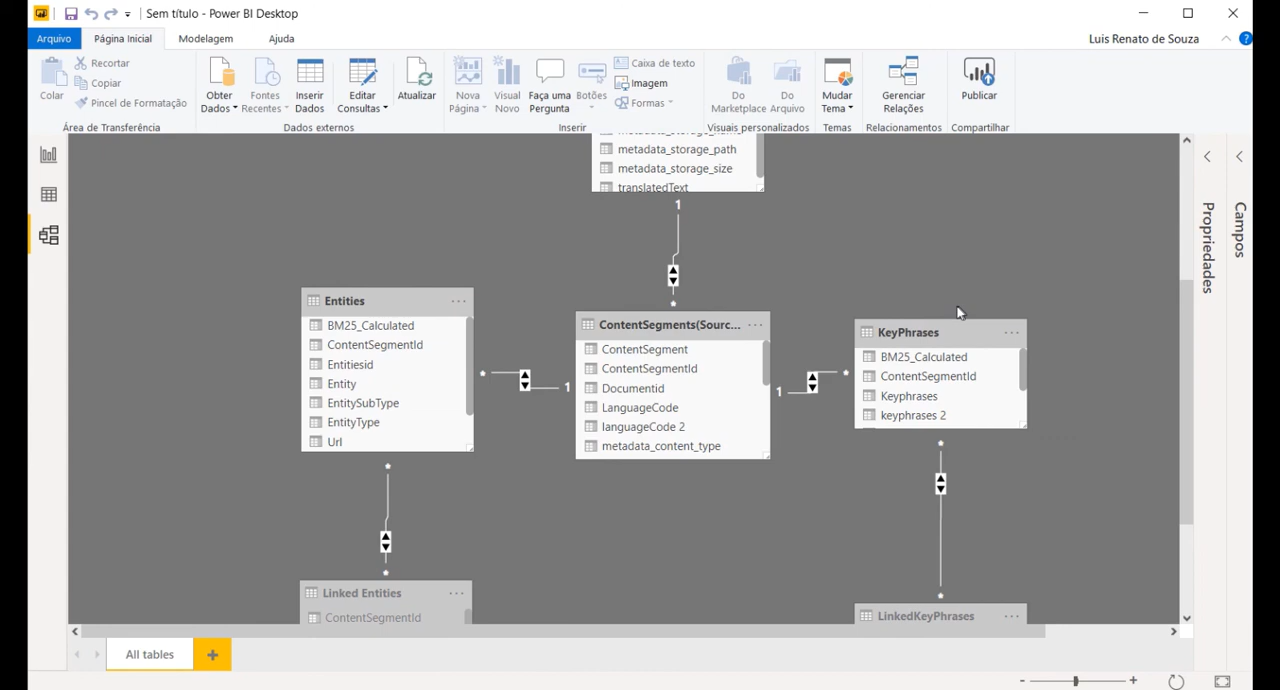 Sem título - Power BI Desktop
Arquivo
Página Inicial
Modelagem
Ajuda
Luis Renato de Souza
?
Colar
Recortar
Copiar
Pincel de Formatação
Área de Transferência
Obter Dados
Fontes Recentes
Inserir Dados
Editar Consultas
Atualizar
Dados externos
Nova Página
Visual Novo
Faça uma Pergunta
Botões
Caixa de texto
Imagem
Formas
Inserir
Do Marketplace
Do Arquivo
Visuais personalizados
Mudar Tema
Temas
Gerenciar Relações
Relacionamentos
Publicar
Compartilhar
metadata_storage_name
metadata_storage_path
metadata_storage_size
translatedText
1
*
Entities
...
BM25_Calculated
ContentSegmentId
Entitiesid
Entity
EntitySubType
EntityType
Url
*
1
ContentSegments(Sourc...
...
ContentSegment
ContentSegmentId
Documentid
LanguageCode
languageCode 2
metadata_content_type
1
*
KeyPhrases
...
BM25_Calculated
ContentSegmentId
Keyphrases
keyphrases 2
*
*
Linked Entities
...
ContentSegmentId
*
*
LinkedKeyPhrases
...
Propriedades
Campos
All tables
+
- +